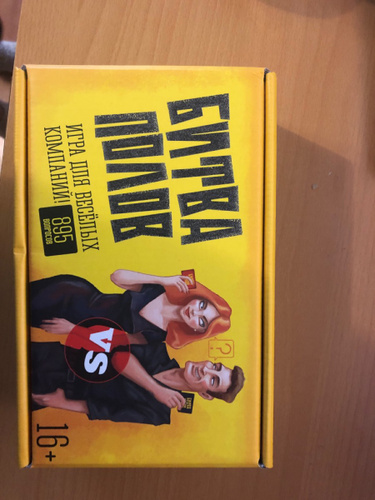 БИТВА
ПОЛОВ
ИГРА ДЛЯ ВЕСЁЛЫХ
КОМПАНИЙ!
895
ВОПРОСОВ
VS
?
16+